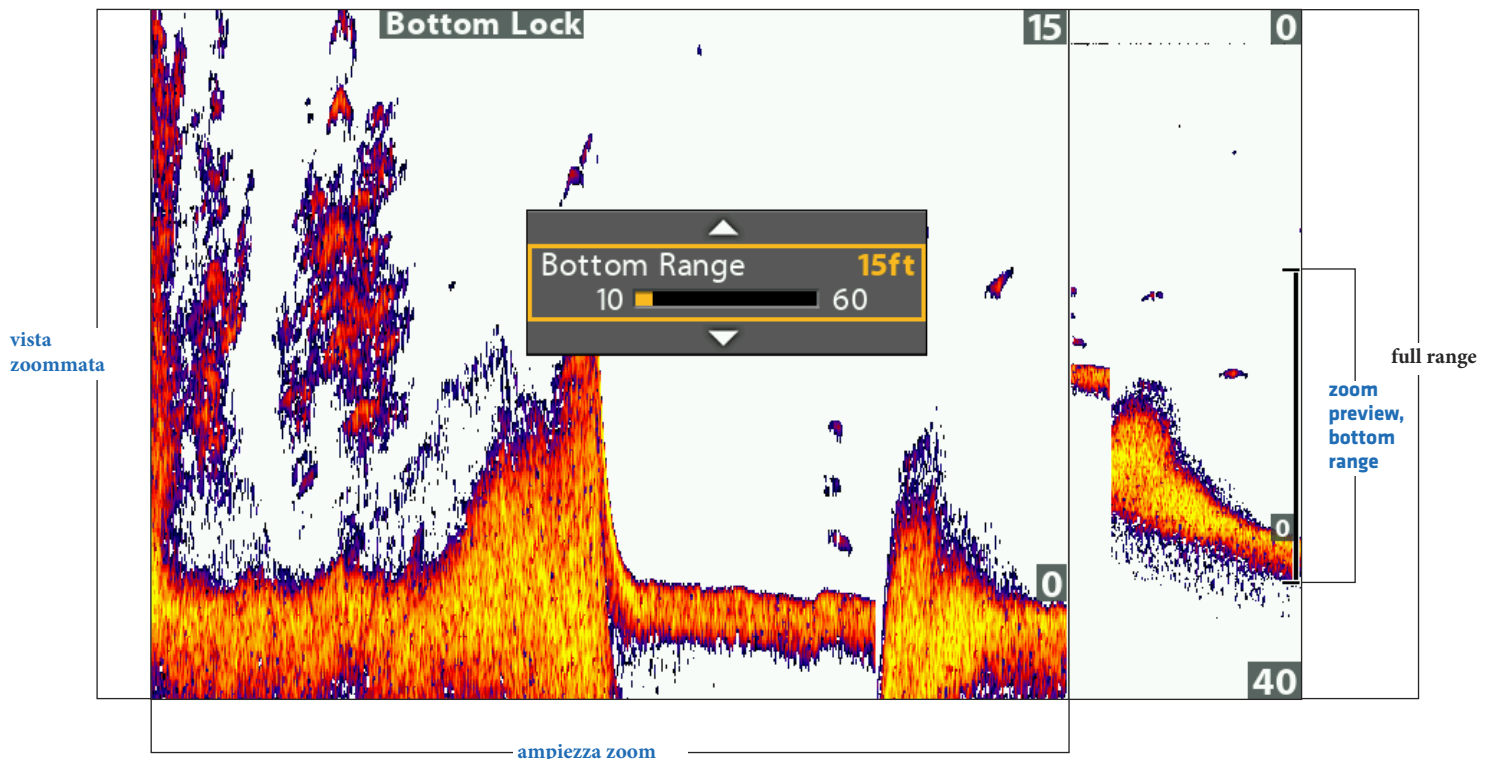 Bottom Lock
15
0
Bottom Range 15ft
10 60
vista
zoommata
full range
zoom
preview,
bottom
range
0
0
40
ampiezza zoom